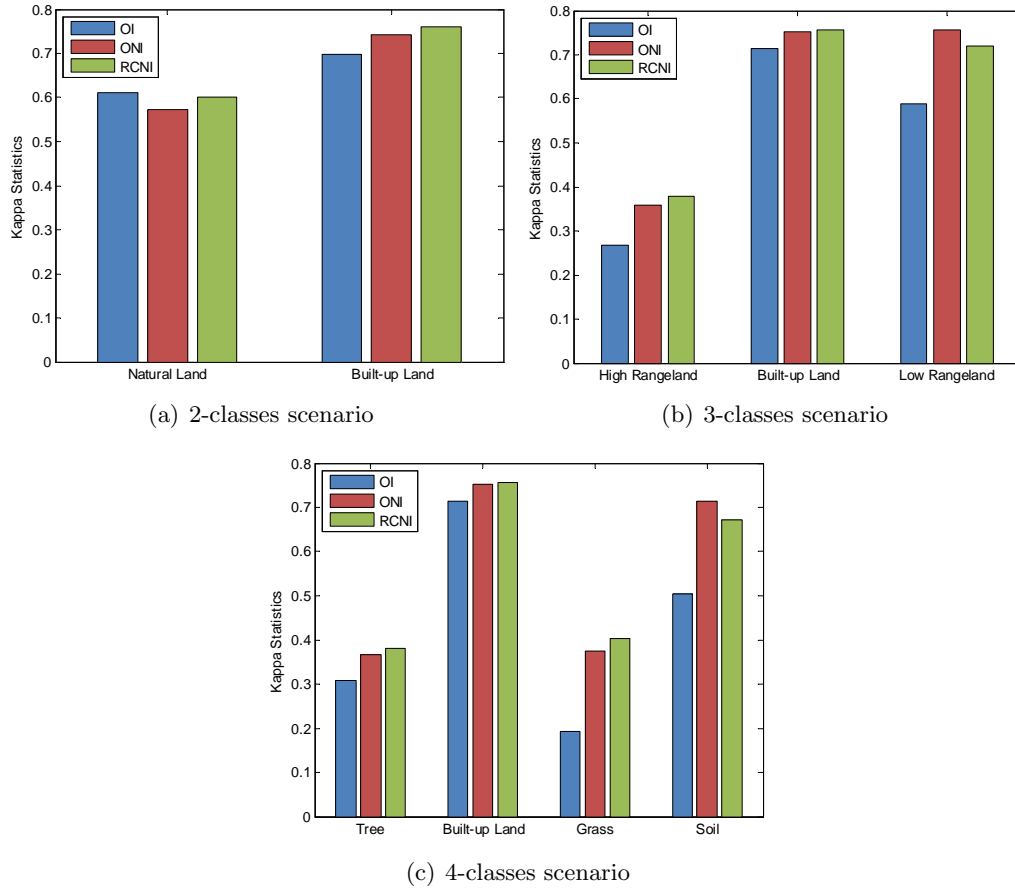 0.8
0.7
0.6
0.5
0.4
0.3
0.2
0.1
0
Kappa Statistics
OI
ONI
RCNI
Natural Land Built-up Land
(a) 2-classes scenario
0.8
0.7
0.6
0.5
0.4
0.3
0.2
0.1
0
Kappa Statistics
OI
ONI
RCNI
High Rangeland Built-up Land Low Rangeland
(b) 3-classes scenario
0.8
0.7
0.6
0.5
0.4
0.3
0.2
0.1
0
Kappa Statistics
OI
ONI
RCNI
Tree Built-up Land Grass Soil
(c) 4-classes scenario